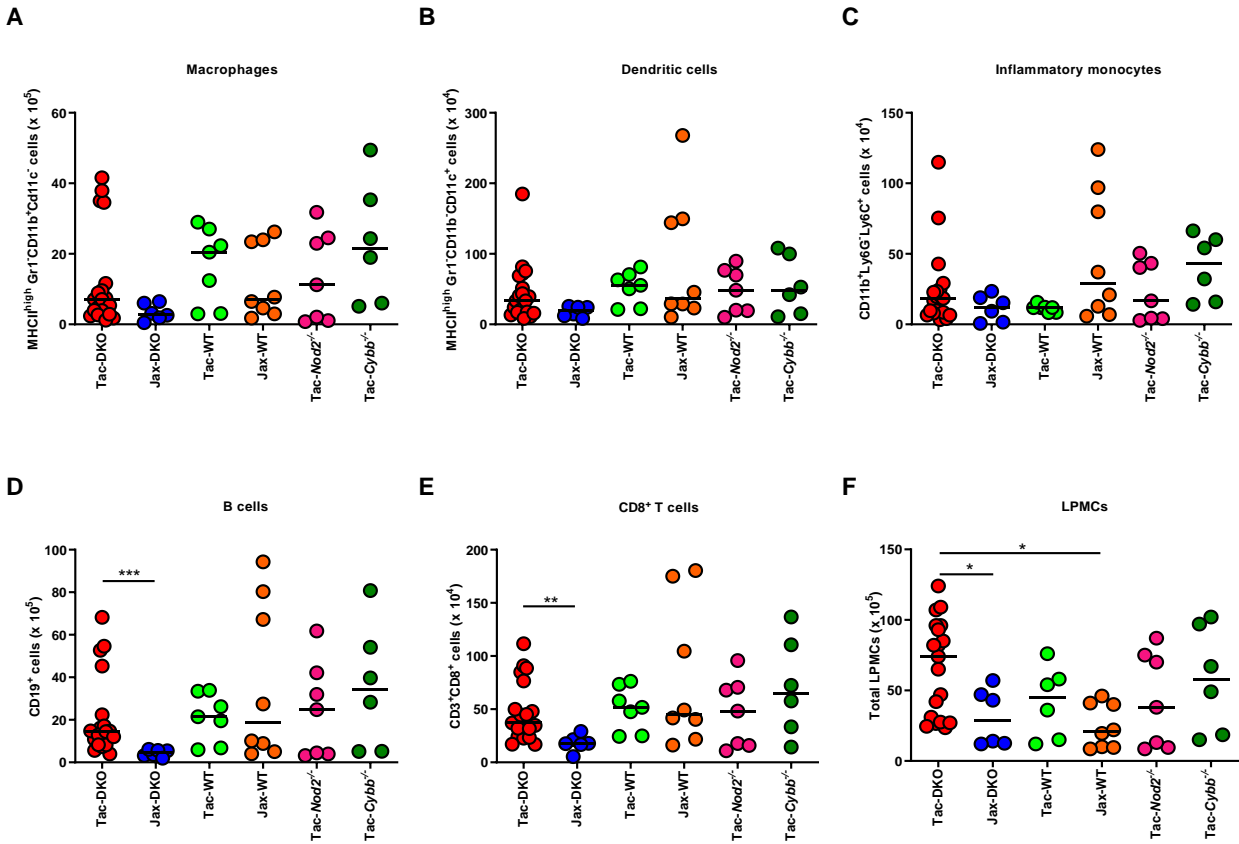 A
Macrophages
MHCII^high Gr1^-CD11b^+Cd11c^- cells (x 10^5)
60
40
20
0
Tac-DKO
Jax-DKO
Tac-WT
Jax-WT
Tac-Nod2^-/-
Tac-Cybb^-/-
B
Dendritic cells
MHCII^high Gr1^-CD11b^-CD11c^+ cells (x 10^4)
300
200
100
0
Tac-DKO
Jax-DKO
Tac-WT
Jax-WT
Tac-Nod2^-/-
Tac-Cybb^-/-
C
Inflammatory monocytes
CD11b^+Ly6G^-Ly6C^+ cells (x 10^4)
150
100
50
0
Tac-DKO
Jax-DKO
Tac-WT
Jax-WT
Tac-Nod2^-/-
Tac-Cybb^-/-
D
B cells
CD19^+ cells (x 10^5)
100
80
60
40
20
0
***
Tac-DKO
Jax-DKO
Tac-WT
Jax-WT
Tac-Nod2^-/-
Tac-Cybb^-/-
E
CD8^+ T cells
CD3^+CD8^+ cells (x 10^4)
200
150
100
50
0
**
Tac-DKO
Jax-DKO
Tac-WT
Jax-WT
Tac-Nod2^-/-
Tac-Cybb^-/-
F
LPMCs
Total LPMCs (x 10^5)
150
100
50
0
*
*
Tac-DKO
Jax-DKO
Tac-WT
Jax-WT
Tac-Nod2^-/-
Tac-Cybb^-/-